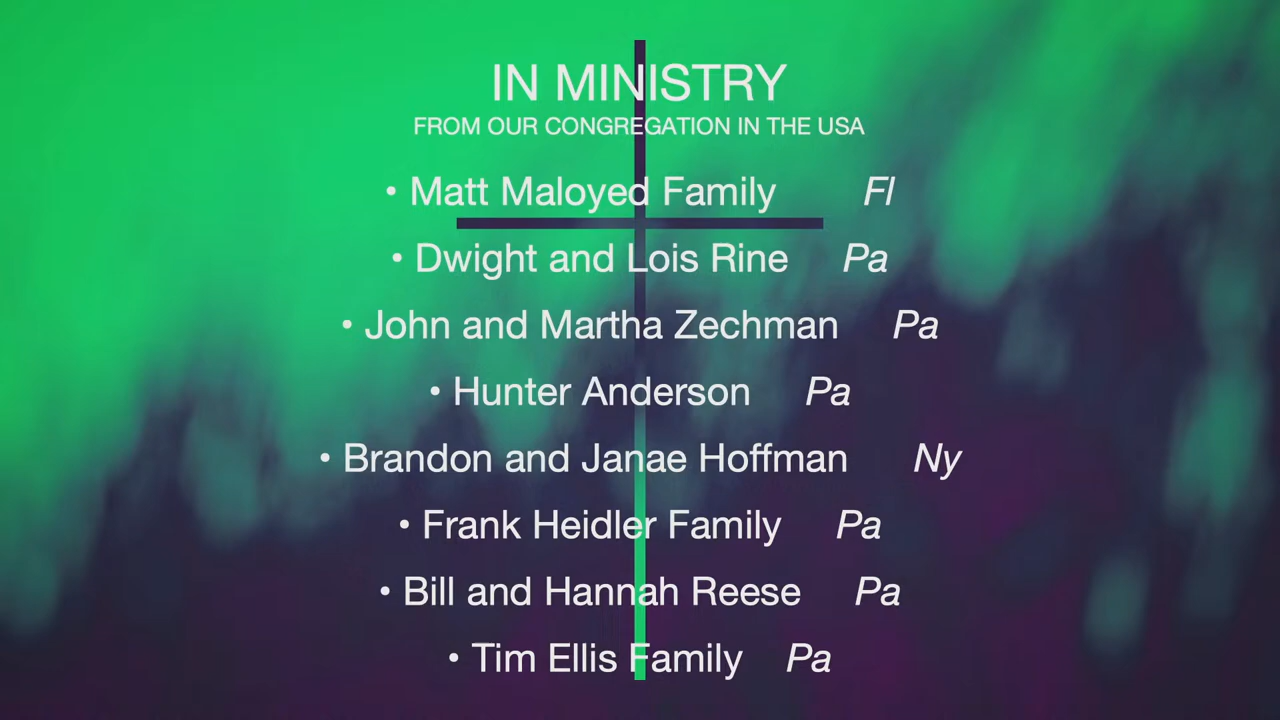 IN MINISTRY
FROM OUR CONGREGATION IN THE USA
• Matt Maloyed Family Fl
• Dwight and Lois Rine Pa
• John and Martha Zechman Pa
• Hunter Anderson Pa
• Brandon and Janae Hoffman Ny
• Frank Heidler Family Pa
• Bill and Hannah Reese Pa
• Tim Ellis Family Pa